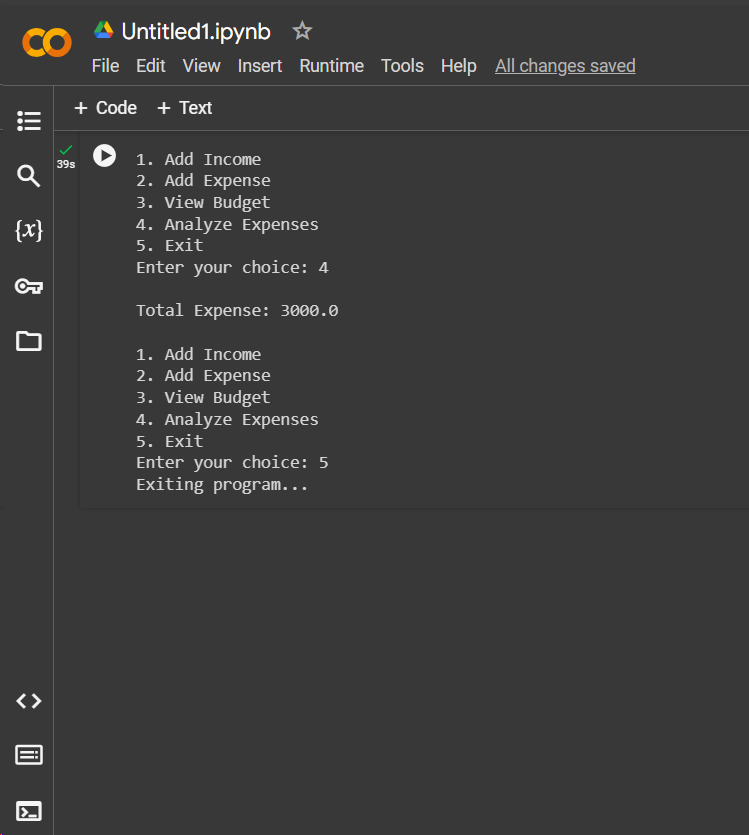 Untitled1.ipynb
File Edit View Insert Runtime Tools Help All changes saved
+ Code + Text
39s
1. Add Income
2. Add Expense
3. View Budget
4. Analyze Expenses
5. Exit
Enter your choice: 4
Total Expense: 3000.0
1. Add Income
2. Add Expense
3. View Budget
4. Analyze Expenses
5. Exit
Enter your choice: 5
Exiting program...
{x}